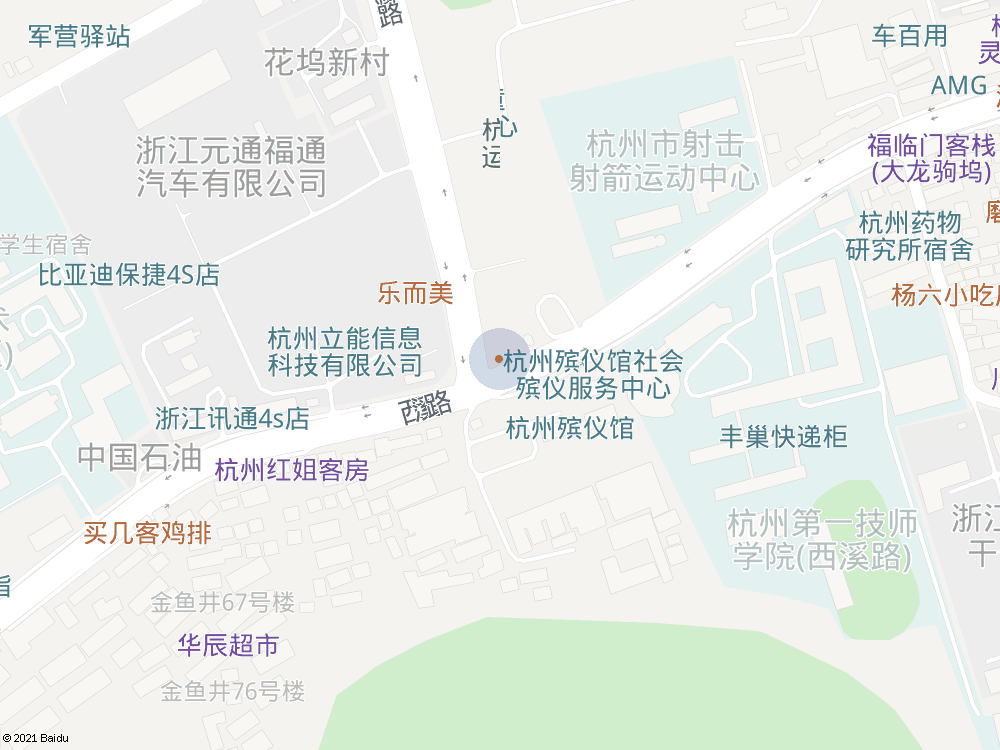 路
军营驿站
花坞新村
车百用
灵
AMG
心
杭
运
浙江元通福通
汽车有限公司
杭州市射击
射箭运动中心
福临门客栈
(大龙驹坞)
杭州药物
研究所宿舍
学生宿舍
比亚迪保捷4S店
乐而美
杨六小吃
杭州立能信息
科技有限公司
杭州殡仪馆社会
殡仪服务中心
西溪路
浙江讯通4s店
杭州殡仪馆
丰巢快递柜
中国石油
杭州红姐客房
买几客鸡排
杭州第一技师
学院(西溪路)
浙江
干
金鱼井67号楼
华辰超市
金鱼井76号楼
© 2021 Baidu